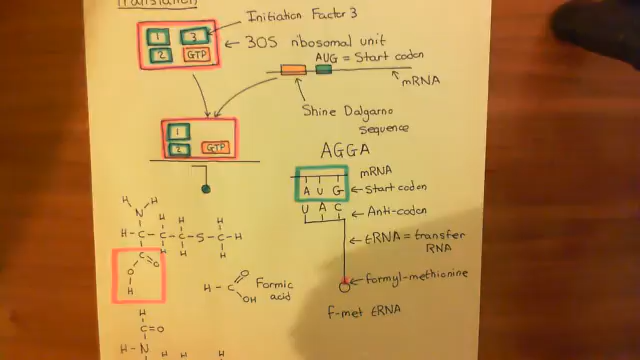 Translation
Initiation Factor 3
1
3
2
GTP
30S ribosomal unit
AUG = Start codon
mRNA
Shine Dalgarno
Sequence
1
2
GTP
AGGA
mRNA
A U G
Start codon
U A C
Anti-codon
tRNA = transfer
RNA
formyl-methionine
f-met tRNA
H H
N H H H
H-C-C-C-S-C-H
C H H H
O O
H
H-C
O
OH
Formic
acid
H
C=O
H-N H H H